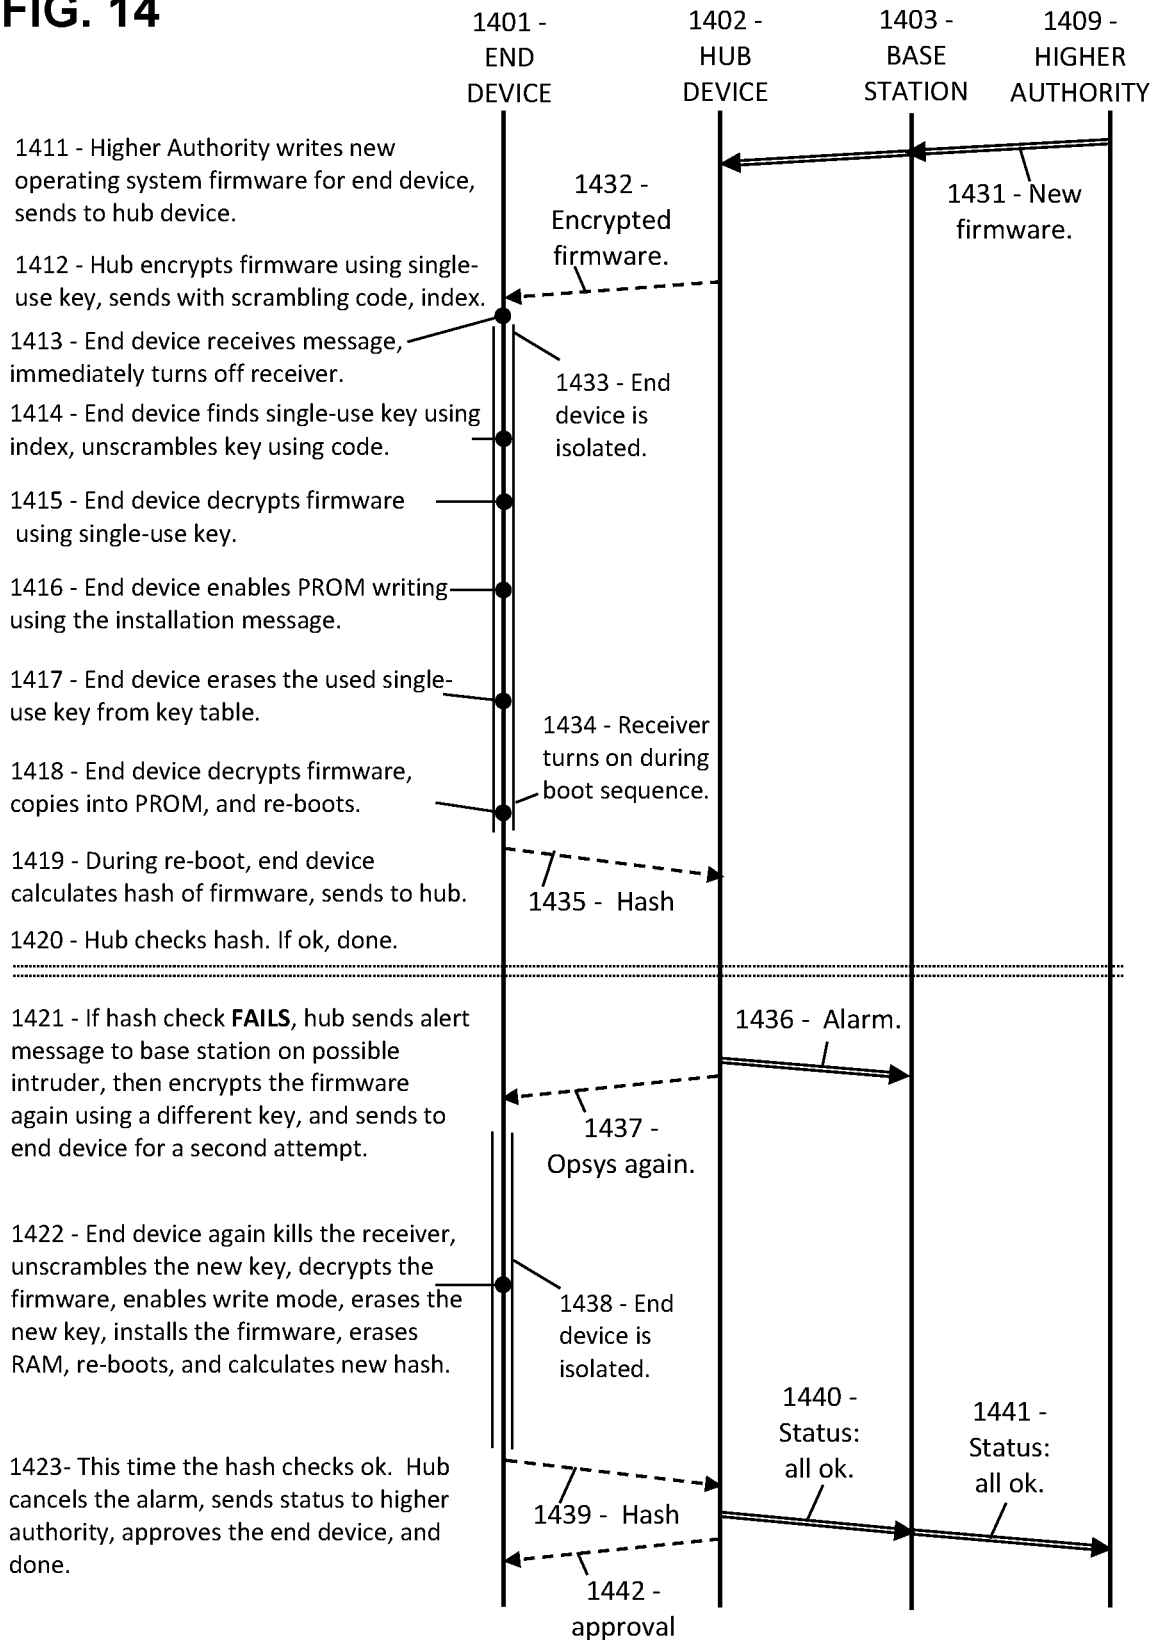 FIG. 14
1401 -
END
DEVICE
1402 -
HUB
DEVICE
1403 -
BASE
STATION
1409 -
HIGHER
AUTHORITY
1411 - Higher Authority writes new
operating system firmware for end device,
sends to hub device.
1431 - New
firmware.
1432 -
Encrypted
firmware.
1412 - Hub encrypts firmware using single-
use key, sends with scrambling code, index.
1413 - End device receives message,
immediately turns off receiver.
1433 - End
device is
isolated.
1414 - End device finds single-use key using
index, unscrambles key using code.
1415 - End device decrypts firmware
using single-use key.
1416 - End device enables PROM writing
using the installation message.
1417 - End device erases the used single-
use key from key table.
1434 - Receiver
turns on during
boot sequence.
1418 - End device decrypts firmware,
copies into PROM, and re-boots.
1419 - During re-boot, end device
calculates hash of firmware, sends to hub.
1435 - Hash
1420 - Hub checks hash. If ok, done.
1421 - If hash check FAILS, hub sends alert
message to base station on possible
intruder, then encrypts the firmware
again using a different key, and sends to
end device for a second attempt.
1436 - Alarm.
1437 -
Opsys again.
1422 - End device again kills the receiver,
unscrambles the new key, decrypts the
firmware, enables write mode, erases the
new key, installs the firmware, erases
RAM, re-boots, and calculates new hash.
1438 - End
device is
isolated.
1440 -
Status:
all ok.
1441 -
Status:
all ok.
1423- This time the hash checks ok. Hub
cancels the alarm, sends status to higher
authority, approves the end device, and
done.
1439 - Hash
1442 -
approval